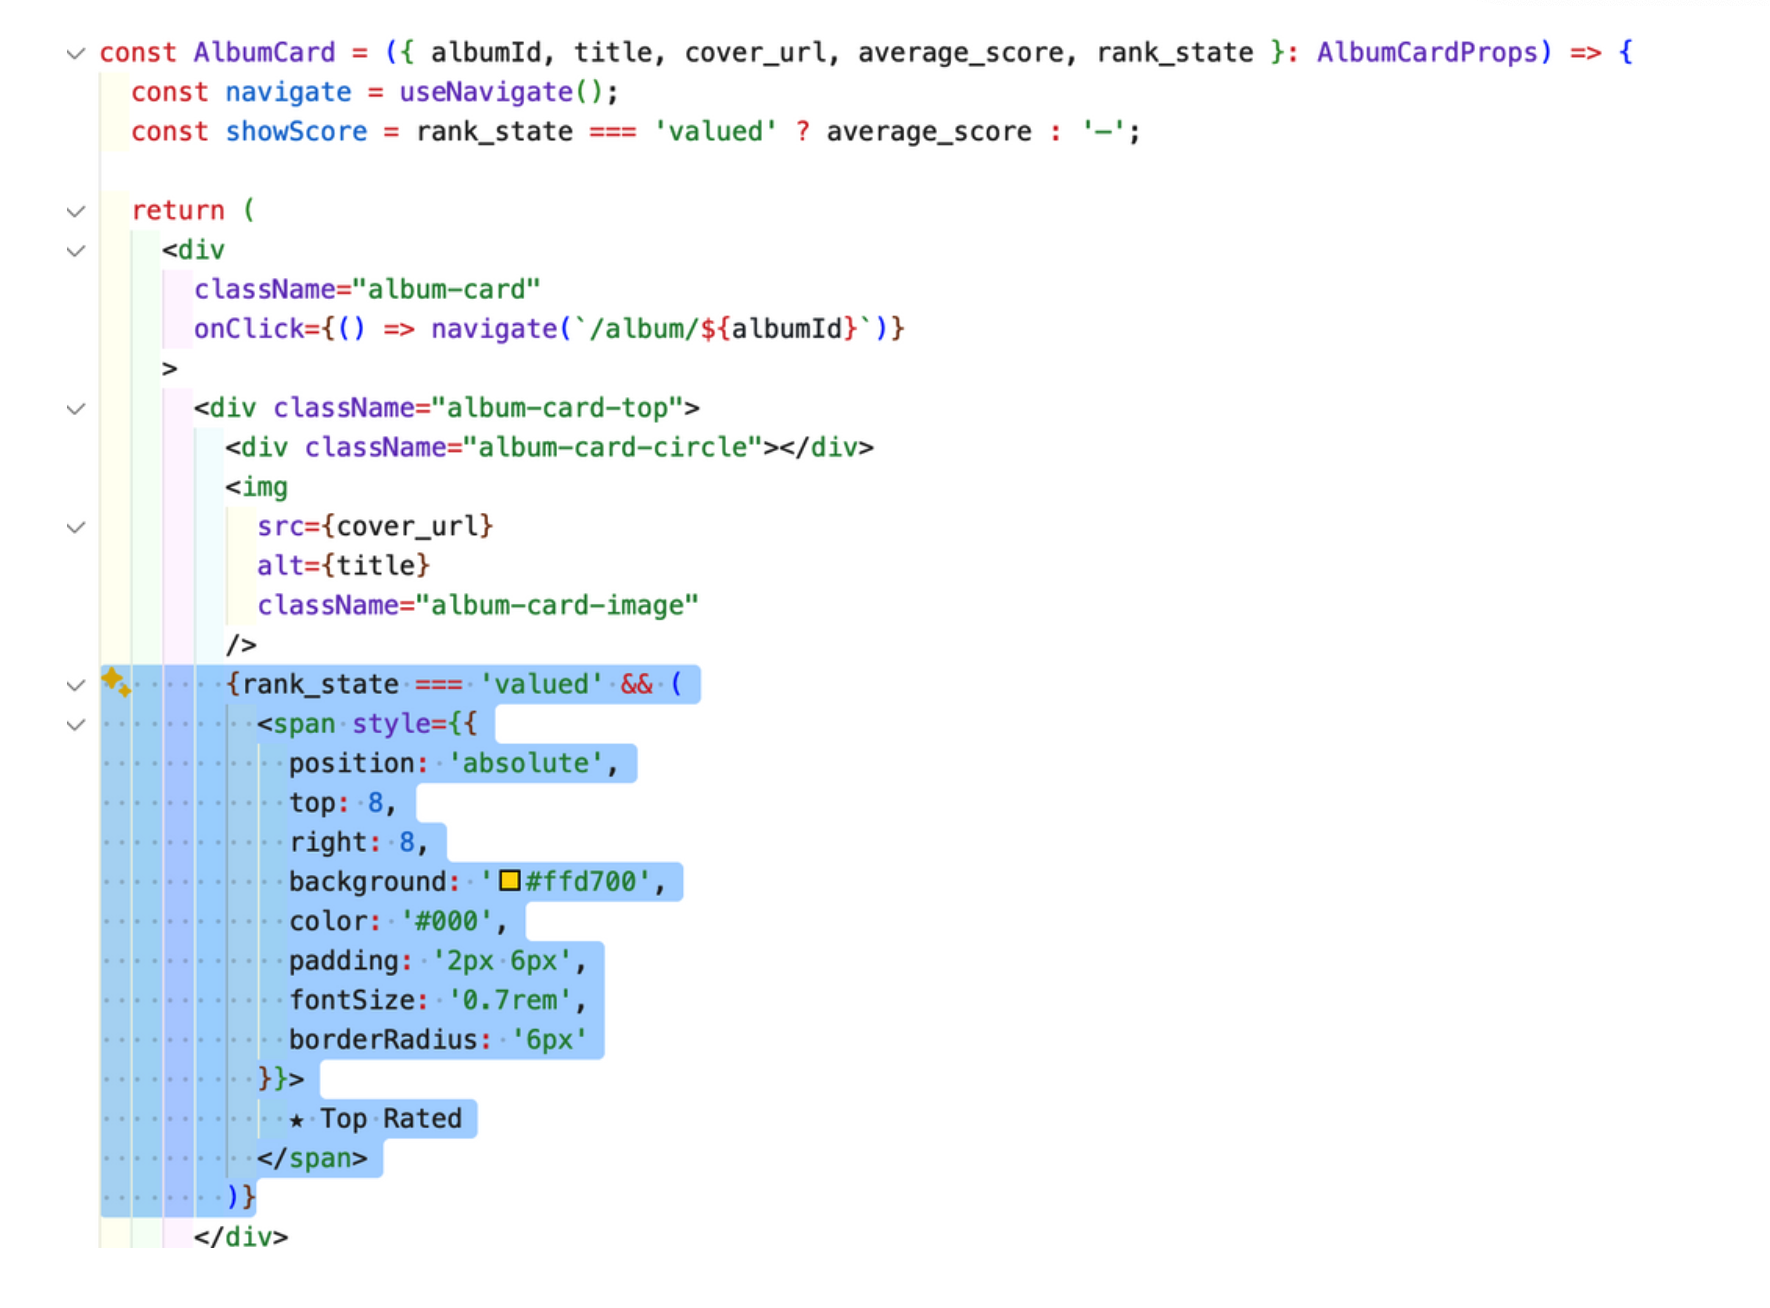 const AlbumCard = ({ albumId, title, cover_url, average_score, rank_state }: AlbumCardProps) => {
  const navigate = useNavigate();
  const showScore = rank_state === 'valued' ? average_score : '—';

  return (
    <div
      className="album-card"
      onClick={() => navigate(`/album/${albumId}`)}
    >
      <div className="album-card-top">
        <div className="album-card-circle"></div>
        <img
          src={cover_url}
          alt={title}
          className="album-card-image"
        />
        {rank_state === 'valued' && (
          <span style={{
            position: 'absolute',
            top: 8,
            right: 8,
            background: '#ffd700',
            color: '#000',
            padding: '2px 6px',
            fontSize: '0.7rem',
            borderRadius: '6px'
          }}>
            ★ Top Rated
          </span>
        )}
      </div>